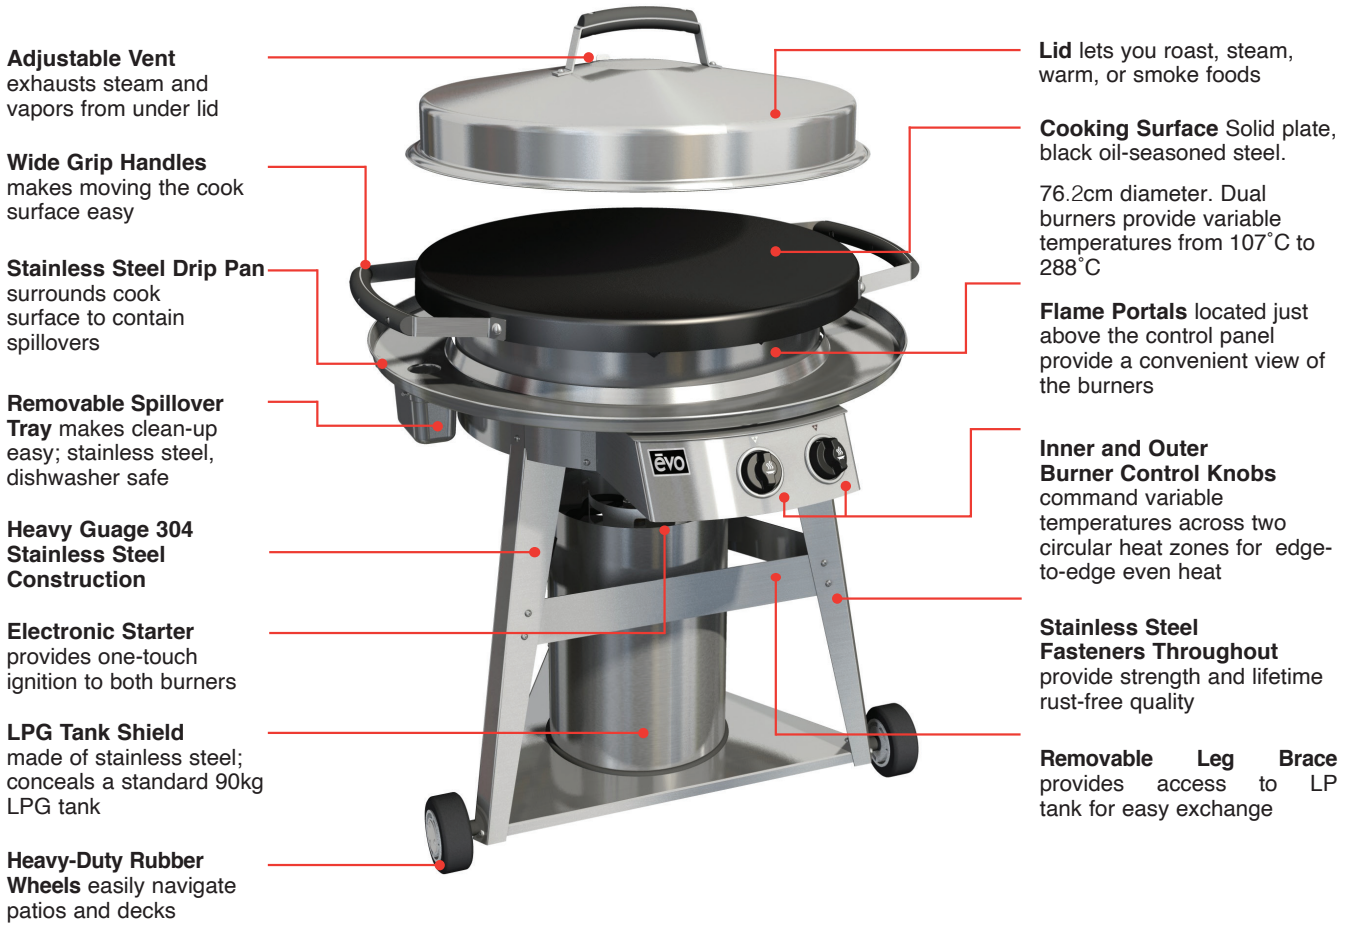 Adjustable Vent
exhausts steam and
vapors from under lid
Wide Grip Handles
makes moving the cook
surface easy
Stainless Steel Drip Pan
surrounds cook
surface to contain
spillovers
Removable Spillover
Tray makes clean-up
easy; stainless steel,
dishwasher safe
Heavy Guage 304
Stainless Steel
Construction
Electronic Starter
provides one-touch
ignition to both burners
LPG Tank Shield
made of stainless steel;
conceals a standard 90kg
LPG tank
Heavy-Duty Rubber
Wheels easily navigate
patios and decks
evo
Lid lets you roast, steam,
warm, or smoke foods
Cooking Surface Solid plate,
black oil-seasoned steel.
76.2cm diameter. Dual
burners provide variable
temperatures from 107˚C to
288˚C
Flame Portals located just
above the control panel
provide a convenient view of
the burners
Inner and Outer
Burner Control Knobs
command variable
temperatures across two
circular heat zones for edge-
to-edge even heat
Stainless Steel
Fasteners Throughout
provide strength and lifetime
rust-free quality
Removable Leg Brace
provides access to LP
tank for easy exchange